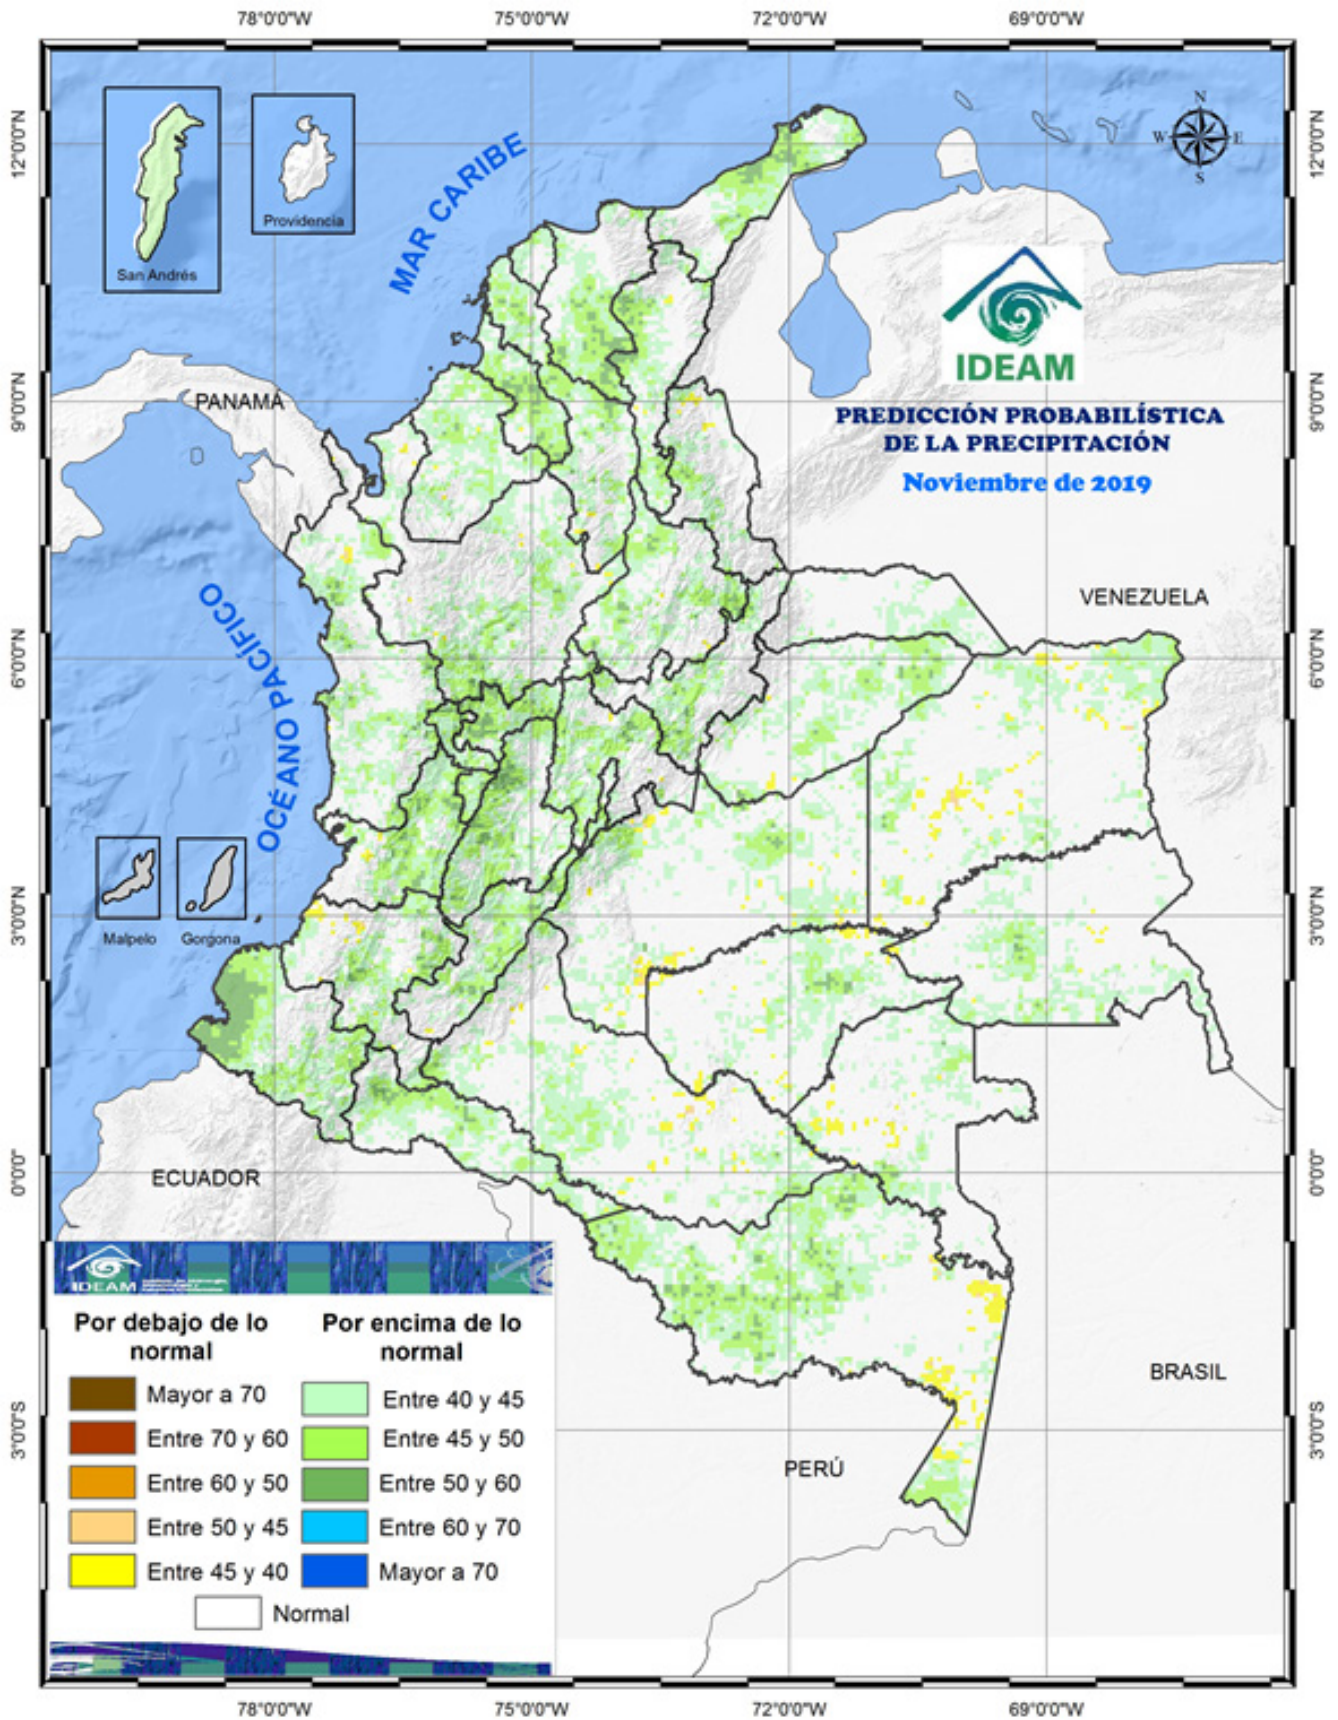 78°0'0"W
75°0'0"W
72°0'0"W
69°0'0"W
12°0'0"N
12°0'0"N
N
W
E
S
San Andrés
Providencia
MAR CARIBE
IDEAM
PREDICCIÓN PROBABILÍSTICA
DE LA PRECIPITACIÓN
Noviembre de 2019
9°0'0"N
9°0'0"N
PANAMÁ
VENEZUELA
6°0'0"N
6°0'0"N
OCÉANO PACÍFICO
Malpelo
Gorgona
3°0'0"N
3°0'0"N
ECUADOR
0°0'0"
0°0'0"
IDEAM
Por debajo de lo
normal
Mayor a 70
Entre 70 y 60
Entre 60 y 50
Entre 50 y 45
Entre 45 y 40
Por encima de lo
normal
Entre 40 y 45
Entre 45 y 50
Entre 50 y 60
Entre 60 y 70
Mayor a 70
Normal
BRASIL
PERÚ
3°0'0"S
3°0'0"S
78°0'0"W
75°0'0"W
72°0'0"W
69°0'0"W